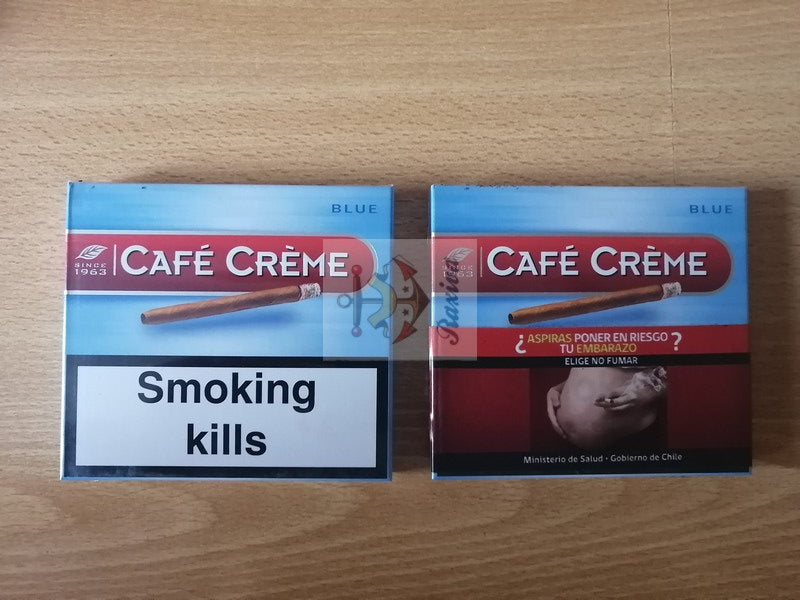 BLUE
SINCE
1963
CAFÉ CRÈME
Smoking
kills
BLUE
SINCE
1963
CAFÉ CRÈME
¿ASPIRAS PONER EN RIESGO
TU EMBARAZO?
ELIGE NO FUMAR
Ministerio de Salud - Gobierno de Chile